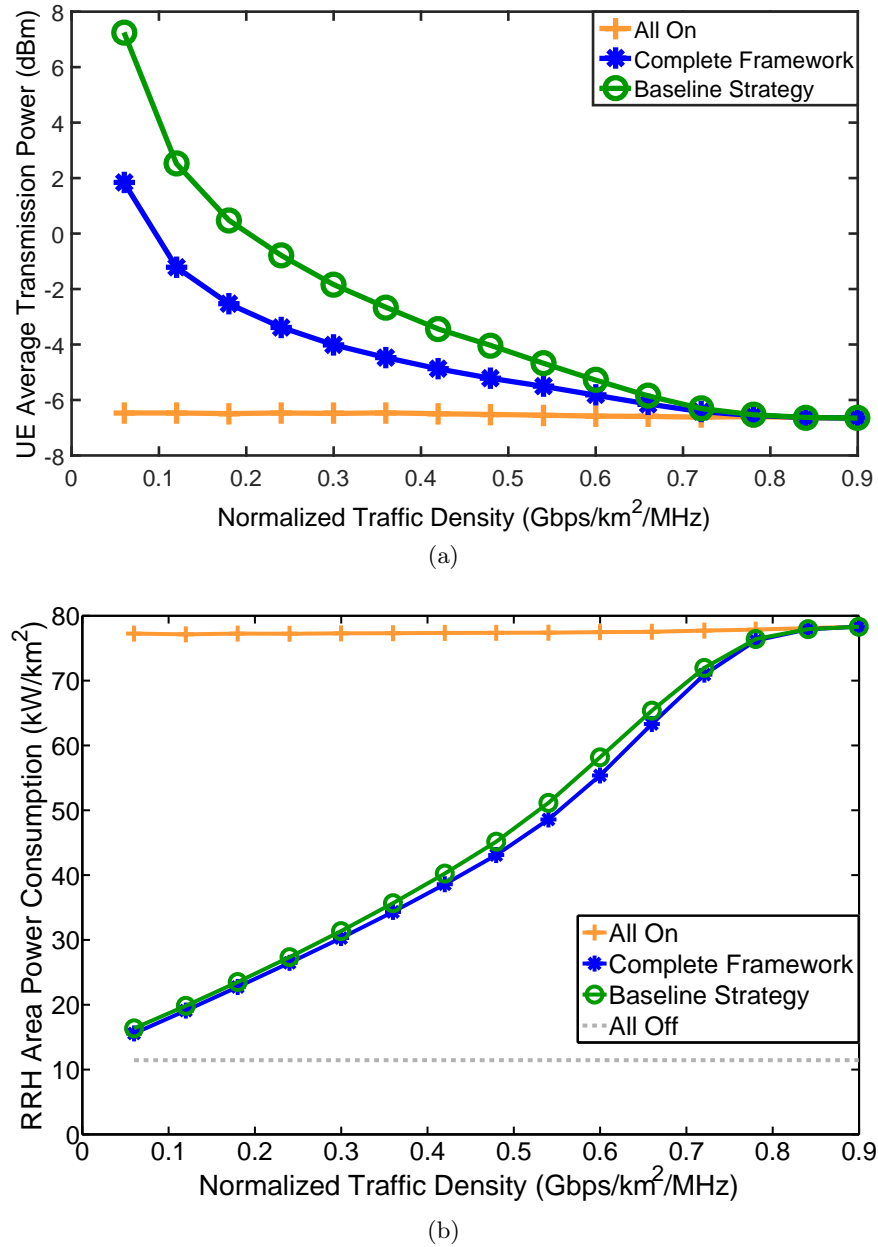 8
6
4
2
0
-2
-4
-6
-8
UE Average Transmission Power (dBm)
All On
Complete Framework
Baseline Strategy
0 0.1 0.2 0.3 0.4 0.5 0.6 0.7 0.8 0.9
Normalized Traffic Density (Gbps/km²/MHz)
(a)
80
70
60
50
40
30
20
10
0
RRH Area Power Consumption (kW/km²)
All On
Complete Framework
Baseline Strategy
All Off
0 0.1 0.2 0.3 0.4 0.5 0.6 0.7 0.8 0.9
Normalized Traffic Density (Gbps/km²/MHz)
(b)